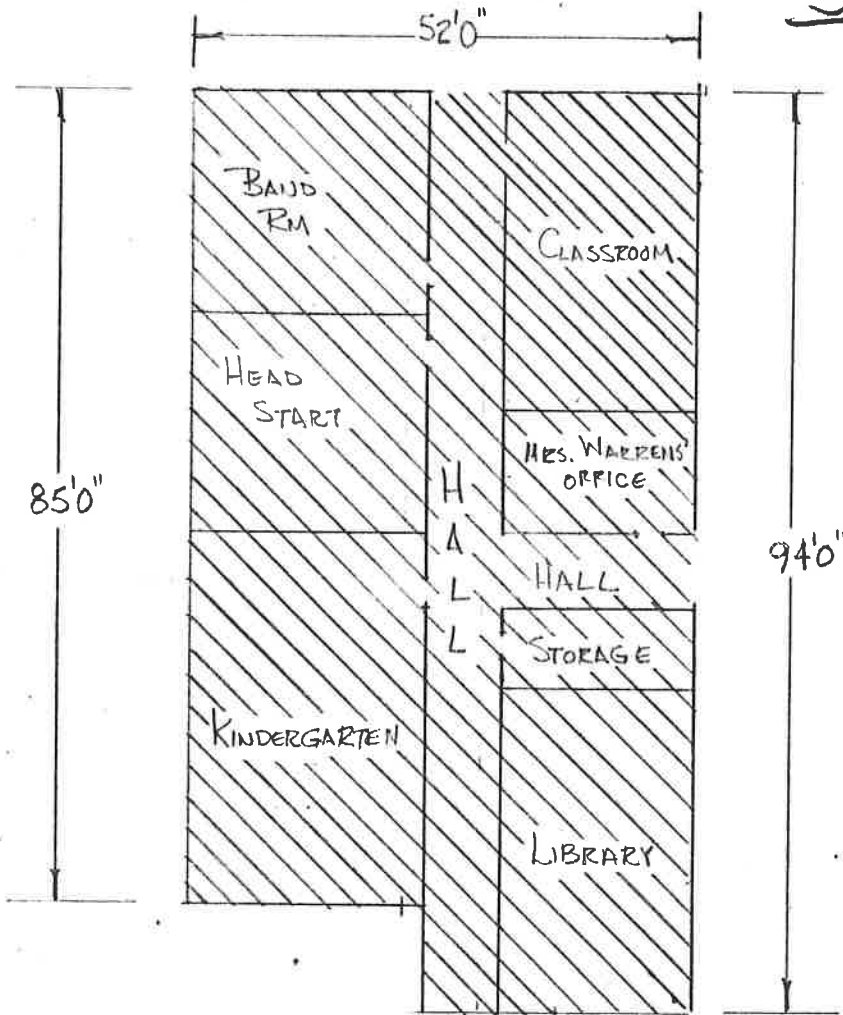 52'0"
BAND
RM
CLASSROOM
HEAD
START
MRS. WARRENS'
OFFICE
85'0"
H
A
L
L
94'0"
HALL
STORAGE
KINDERGARTEN
LIBRARY